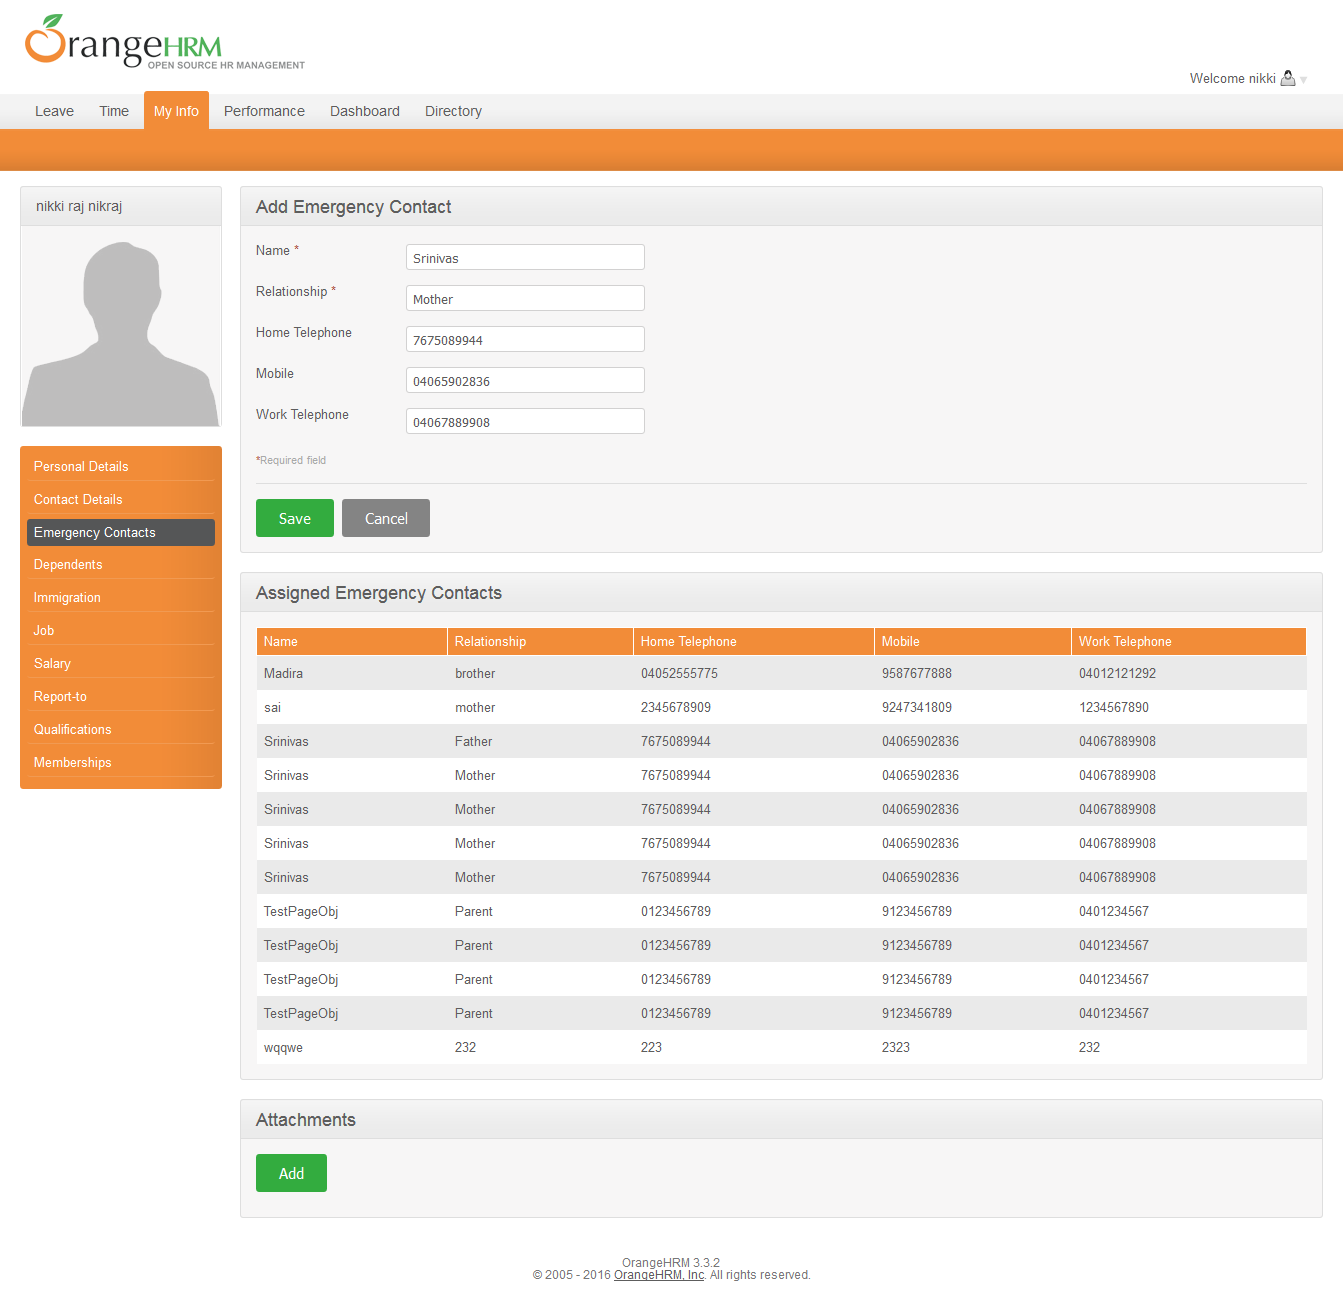 OrangeHRM
OPEN SOURCE HR MANAGEMENT
Welcome nikki
Leave Time My Info Performance Dashboard Directory
nikki raj nikraj
Personal Details
Contact Details
Emergency Contacts
Dependents
Immigration
Job
Salary
Report-to
Qualifications
Memberships
Add Emergency Contact
Name * Srinivas
Relationship * Mother
Home Telephone 7675089944
Mobile 04065902836
Work Telephone 04067889908
*Required field
Save Cancel
Assigned Emergency Contacts
Name Relationship Home Telephone Mobile Work Telephone
Madira brother 04052555775 9587677888 04012121292
sai mother 2345678909 9247341809 1234567890
Srinivas Father 7675089944 04065902836 04067889908
Srinivas Mother 7675089944 04065902836 04067889908
Srinivas Mother 7675089944 04065902836 04067889908
Srinivas Mother 7675089944 04065902836 04067889908
Srinivas Mother 7675089944 04065902836 04067889908
TestPageObj Parent 0123456789 9123456789 0401234567
TestPageObj Parent 0123456789 9123456789 0401234567
TestPageObj Parent 0123456789 9123456789 0401234567
TestPageObj Parent 0123456789 9123456789 0401234567
wqqwe 232 223 2323 232
Attachments
Add
OrangeHRM 3.3.2
© 2005 - 2016 OrangeHRM, Inc. All rights reserved.